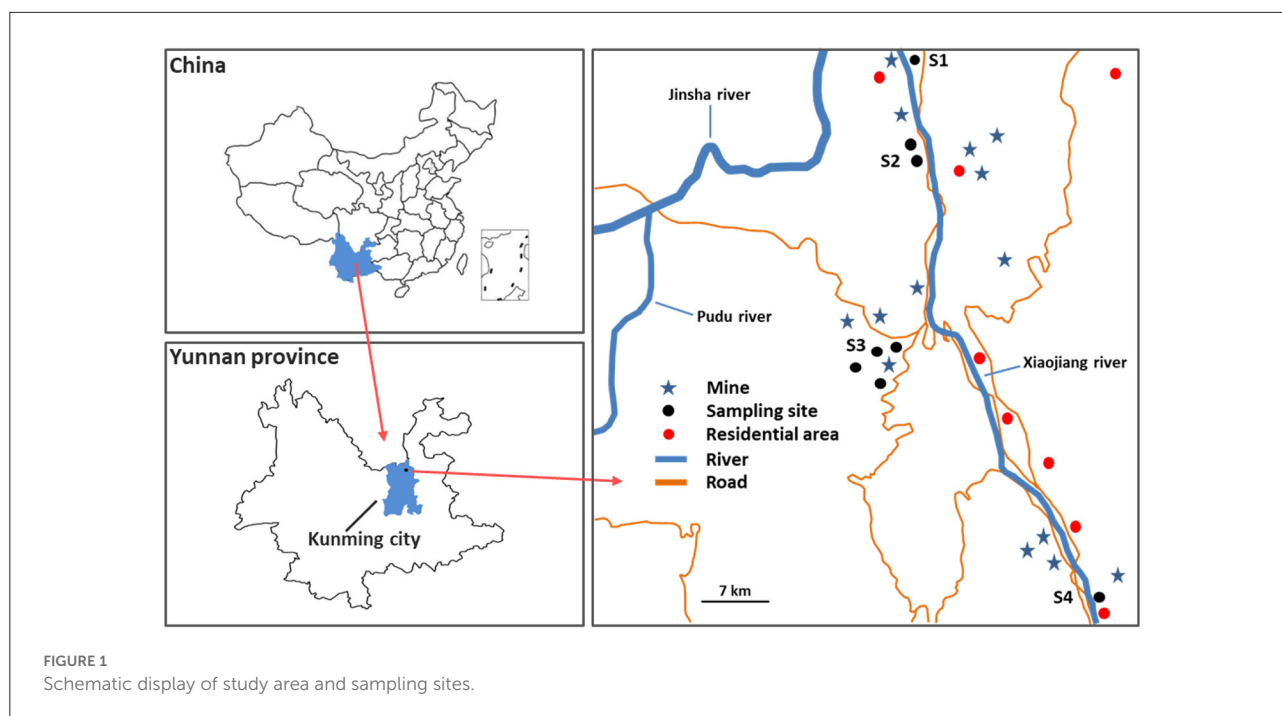 China
Yunnan province
Kunming city
Jinsha river
Pudu river
Xiaojiang river
S1
S2
S3
S4
Mine
Sampling site
Residential area
River
Road
7 km
FIGURE 1
Schematic display of study area and sampling sites.